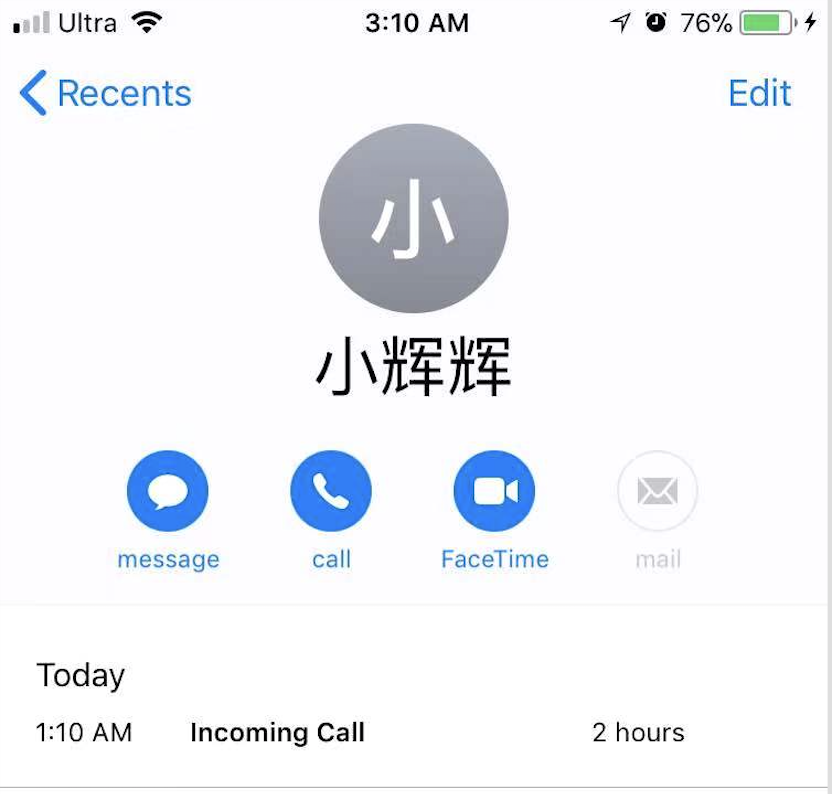 Ultra 3:10 AM 76%
Recents Edit
小
小辉辉
message call FaceTime mail
Today
1:10 AM Incoming Call 2 hours